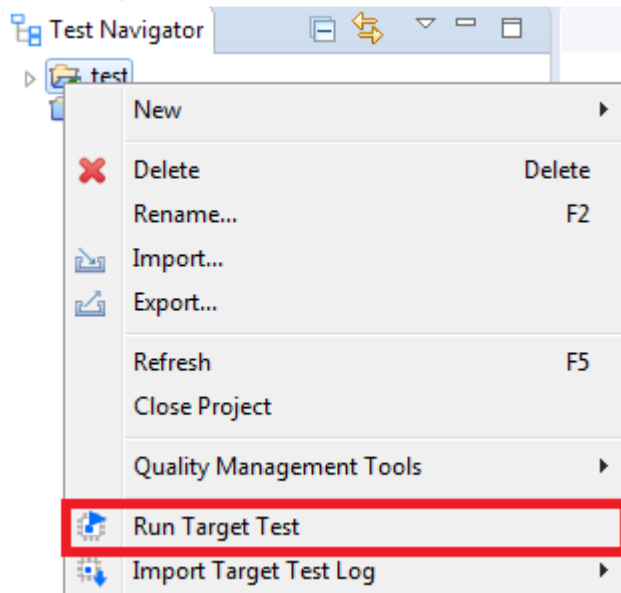 Test Navigator
test
New
Delete Delete
Rename... F2
Import...
Export...
Refresh F5
Close Project
Quality Management Tools
Run Target Test
Import Target Test Log